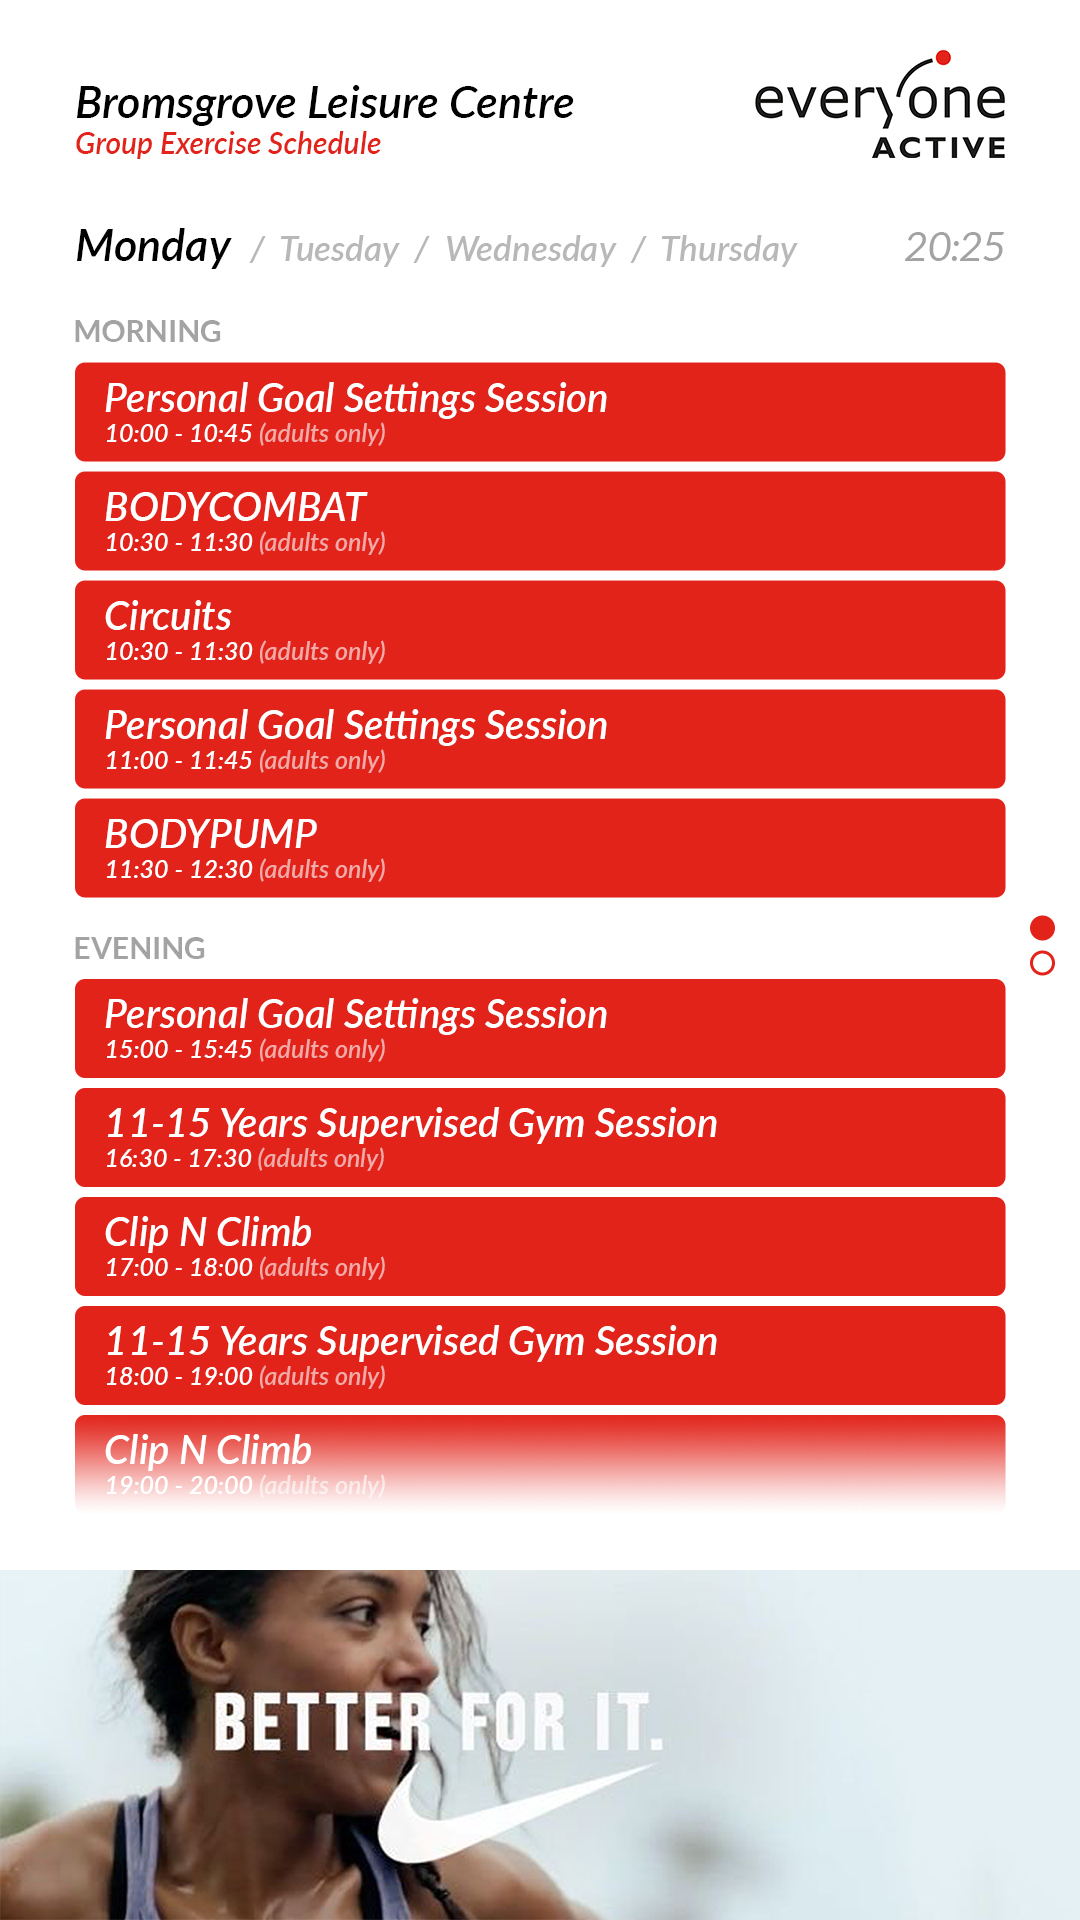 Bromsgrove Leisure Centre
Group Exercise Schedule
everyone
ACTIVE
Monday / Tuesday / Wednesday / Thursday 20:25
MORNING
Personal Goal Settings Session
10:00 - 10:45 (adults only)
BODYCOMBAT
10:30 - 11:30 (adults only)
Circuits
10:30 - 11:30 (adults only)
Personal Goal Settings Session
11:00 - 11:45 (adults only)
BODYPUMP
11:30 - 12:30 (adults only)
EVENING
Personal Goal Settings Session
15:00 - 15:45 (adults only)
11-15 Years Supervised Gym Session
16:30 - 17:30 (adults only)
Clip N Climb
17:00 - 18:00 (adults only)
11-15 Years Supervised Gym Session
18:00 - 19:00 (adults only)
Clip N Climb
19:00 - 20:00 (adults only)
BETTER FOR IT.